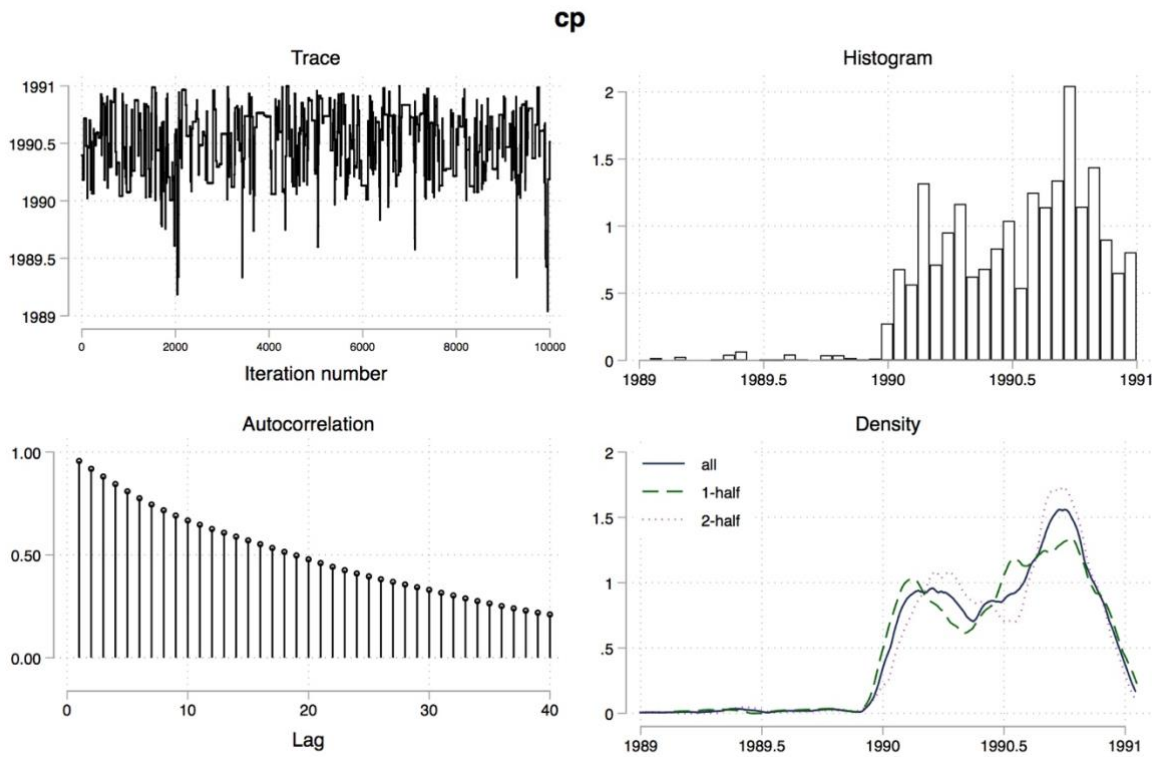 cp
Trace
1991
1990.5
1990
1989.5
1989
0 2000 4000 6000 8000 10000
Iteration number
Histogram
2
1.5
1
.5
0
1989 1989.5 1990 1990.5 1991
Autocorrelation
1.00
0.50
0.00
0 10 20 30 40
Lag
Density
2
1.5
1
.5
0
all
1-half
2-half
1989 1989.5 1990 1990.5 1991